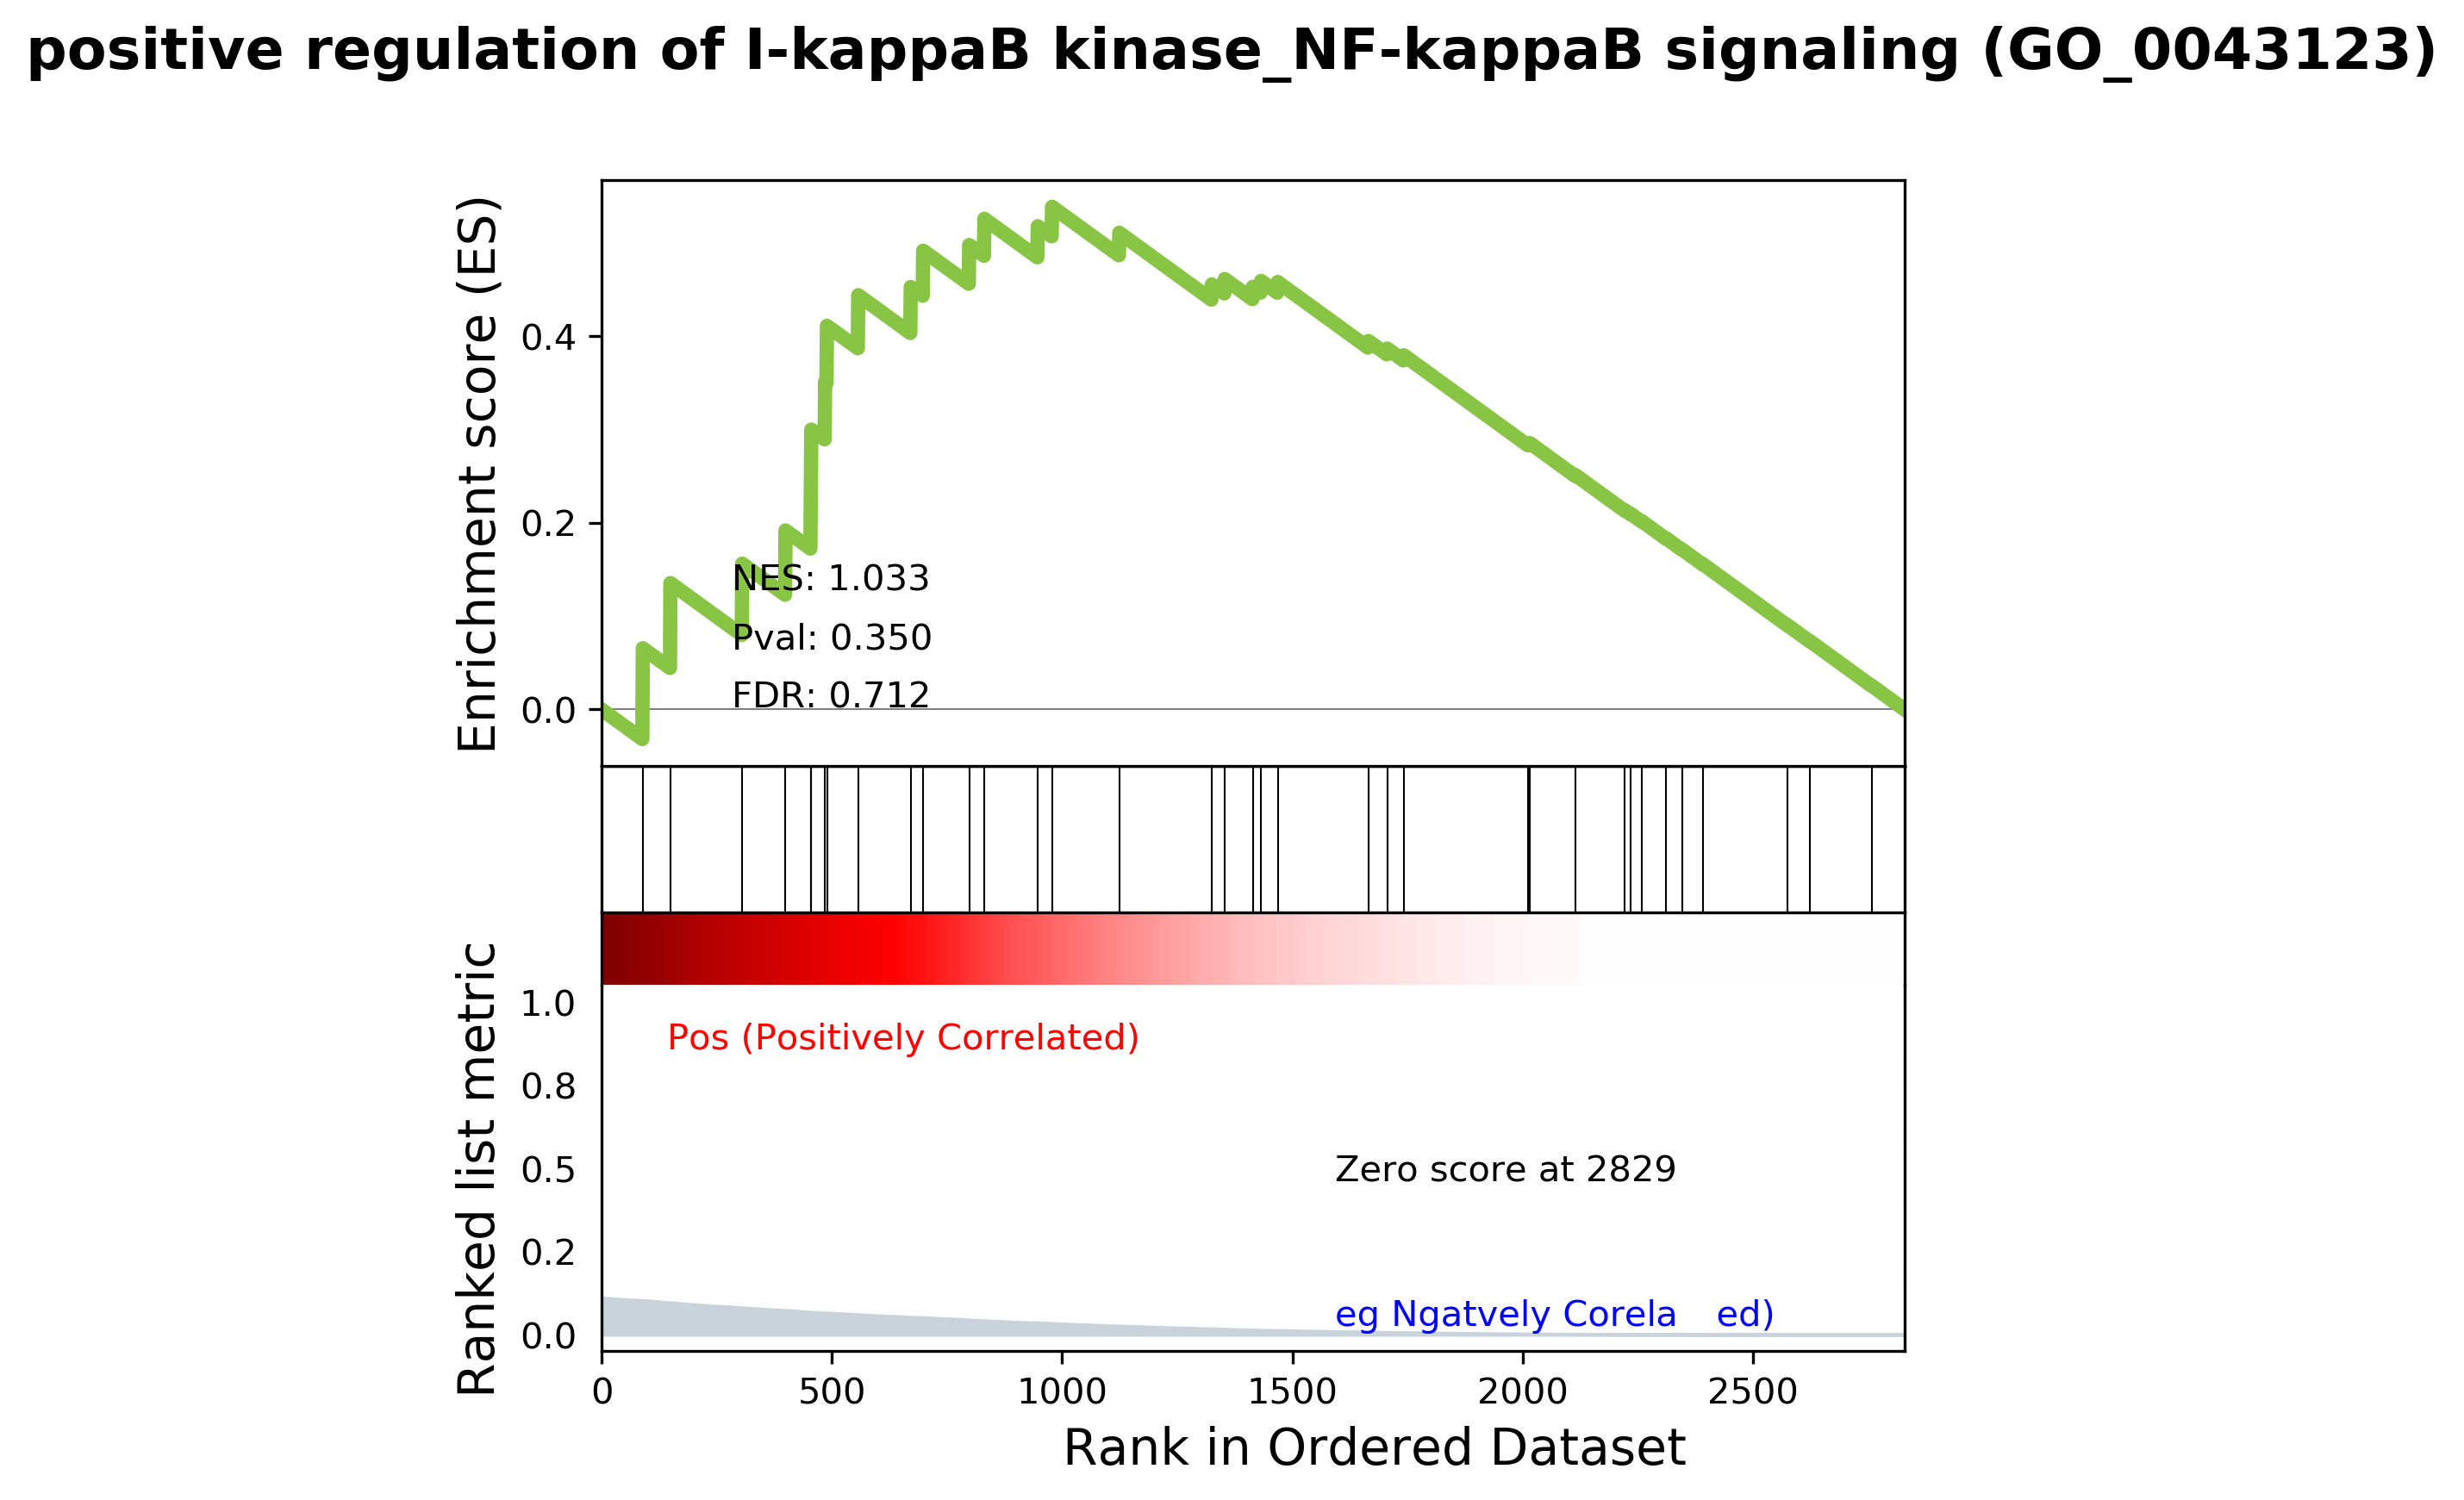 positive regulation of I-kappaB kinase_NF-kappaB signaling (GO_0043123)
Enrichment score (ES)
0.4
0.2
0.0
NES: 1.033
Pval: 0.350
FDR: 0.712
Ranked list metric
1.0
0.8
0.5
0.2
0.0
Pos (Positively Correlated)
Zero score at 2829
eg Ngatvely Corela ed)
0 500 1000 1500 2000 2500
Rank in Ordered Dataset